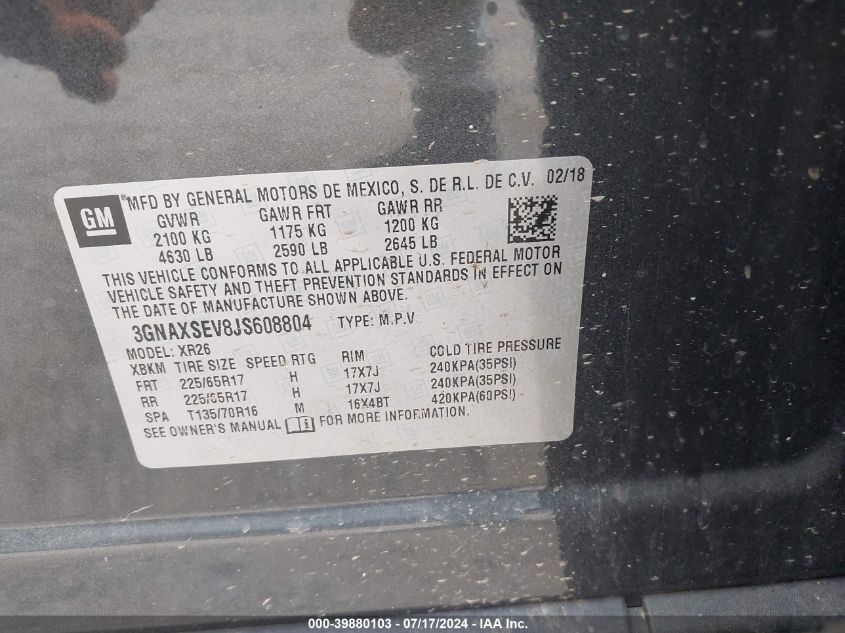 GM
® MFD BY GENERAL MOTORS DE MEXICO, S. DE R.L. DE C.V. 02/18
GVWR GAWR FRT GAWR RR
2100 KG 1175 KG 1200 KG
4630 LB 2590 LB 2645 LB
THIS VEHICLE CONFORMS TO ALL APPLICABLE U.S. FEDERAL MOTOR
VEHICLE SAFETY AND THEFT PREVENTION STANDARDS IN EFFECT ON
THE DATE OF MANUFACTURE SHOWN ABOVE.
3GNAXSEV8JS608804 TYPE: M.P.V
MODEL: XR26
XBKM TIRE SIZE SPEED RTG RIM COLD TIRE PRESSURE
FRT 225/65R17 H 17X7J 240KPA(35PSI)
RR 225/65R17 H 17X7J 240KPA(35PSI)
SPA T135/70R16 M 16X4BT 420KPA(60PSI)
SEE OWNER'S MANUAL i FOR MORE INFORMATION.
000-39880103 - 07/17/2024 - IAAI.COM.